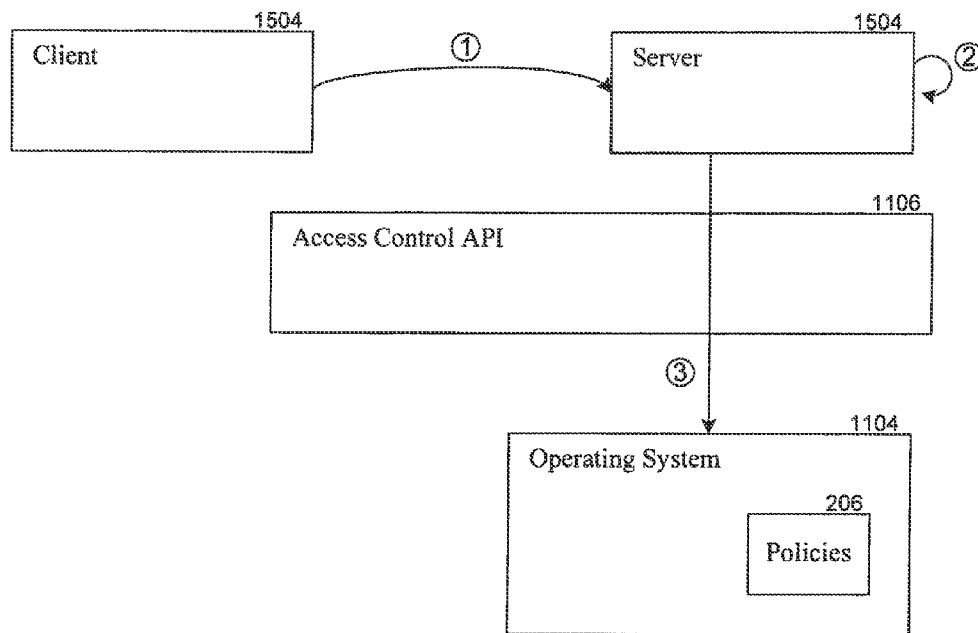 1504
Client
①
1504
Server
②
1106
Access Control API
③
1104
Operating System
206
Policies